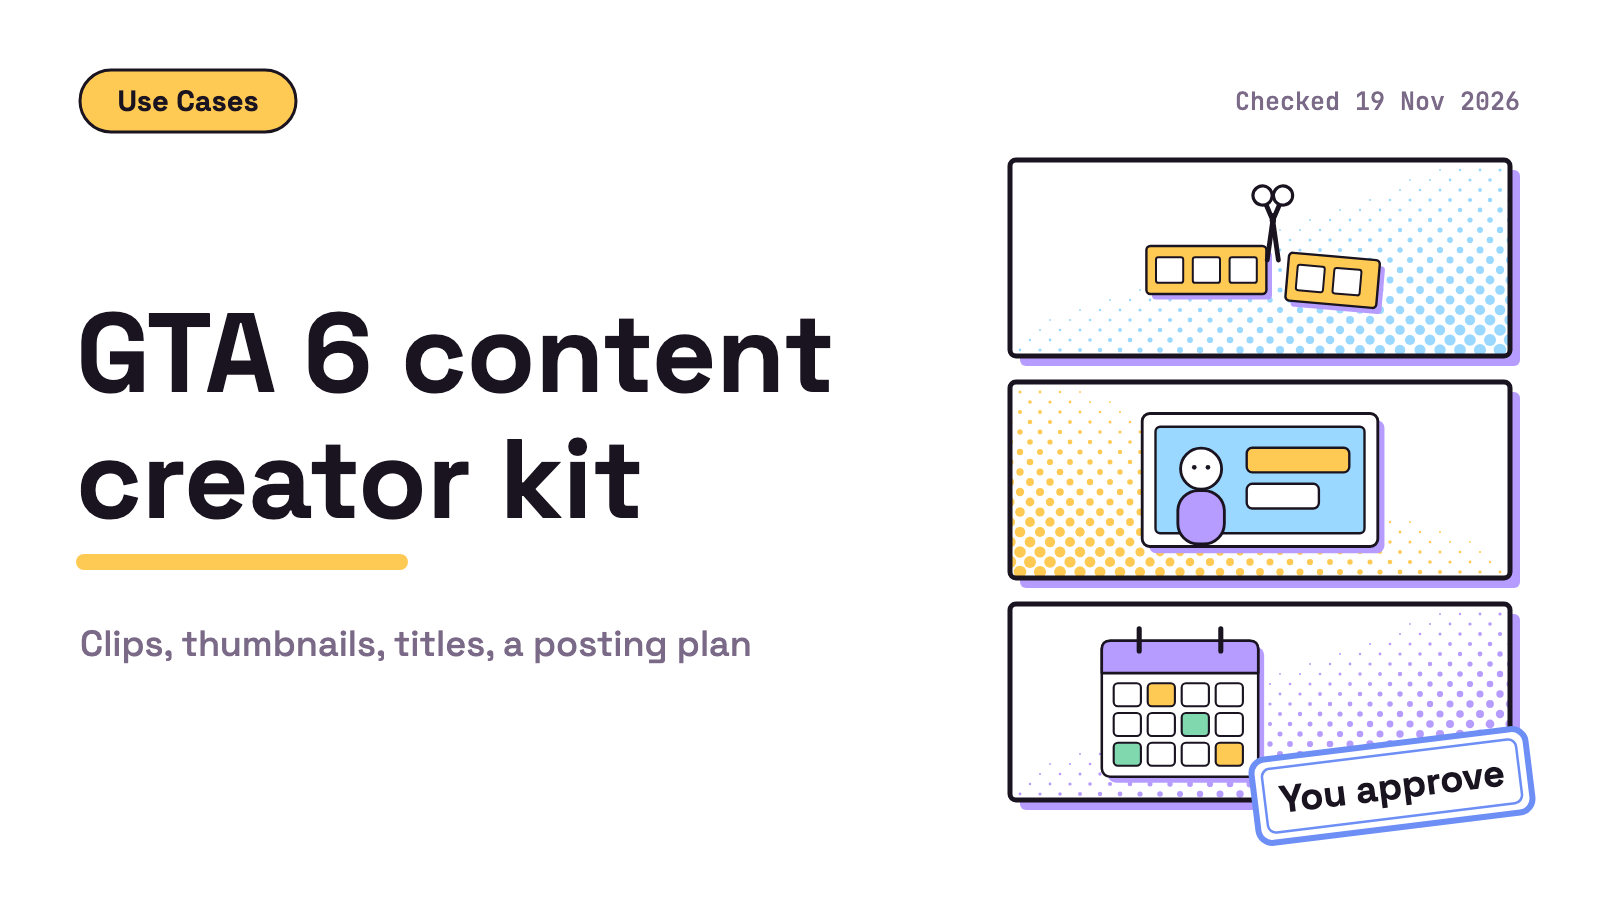 Use Cases
Checked 19 Nov 2026
GTA 6 content
creator kit
Clips, thumbnails, titles, a posting plan
You approve